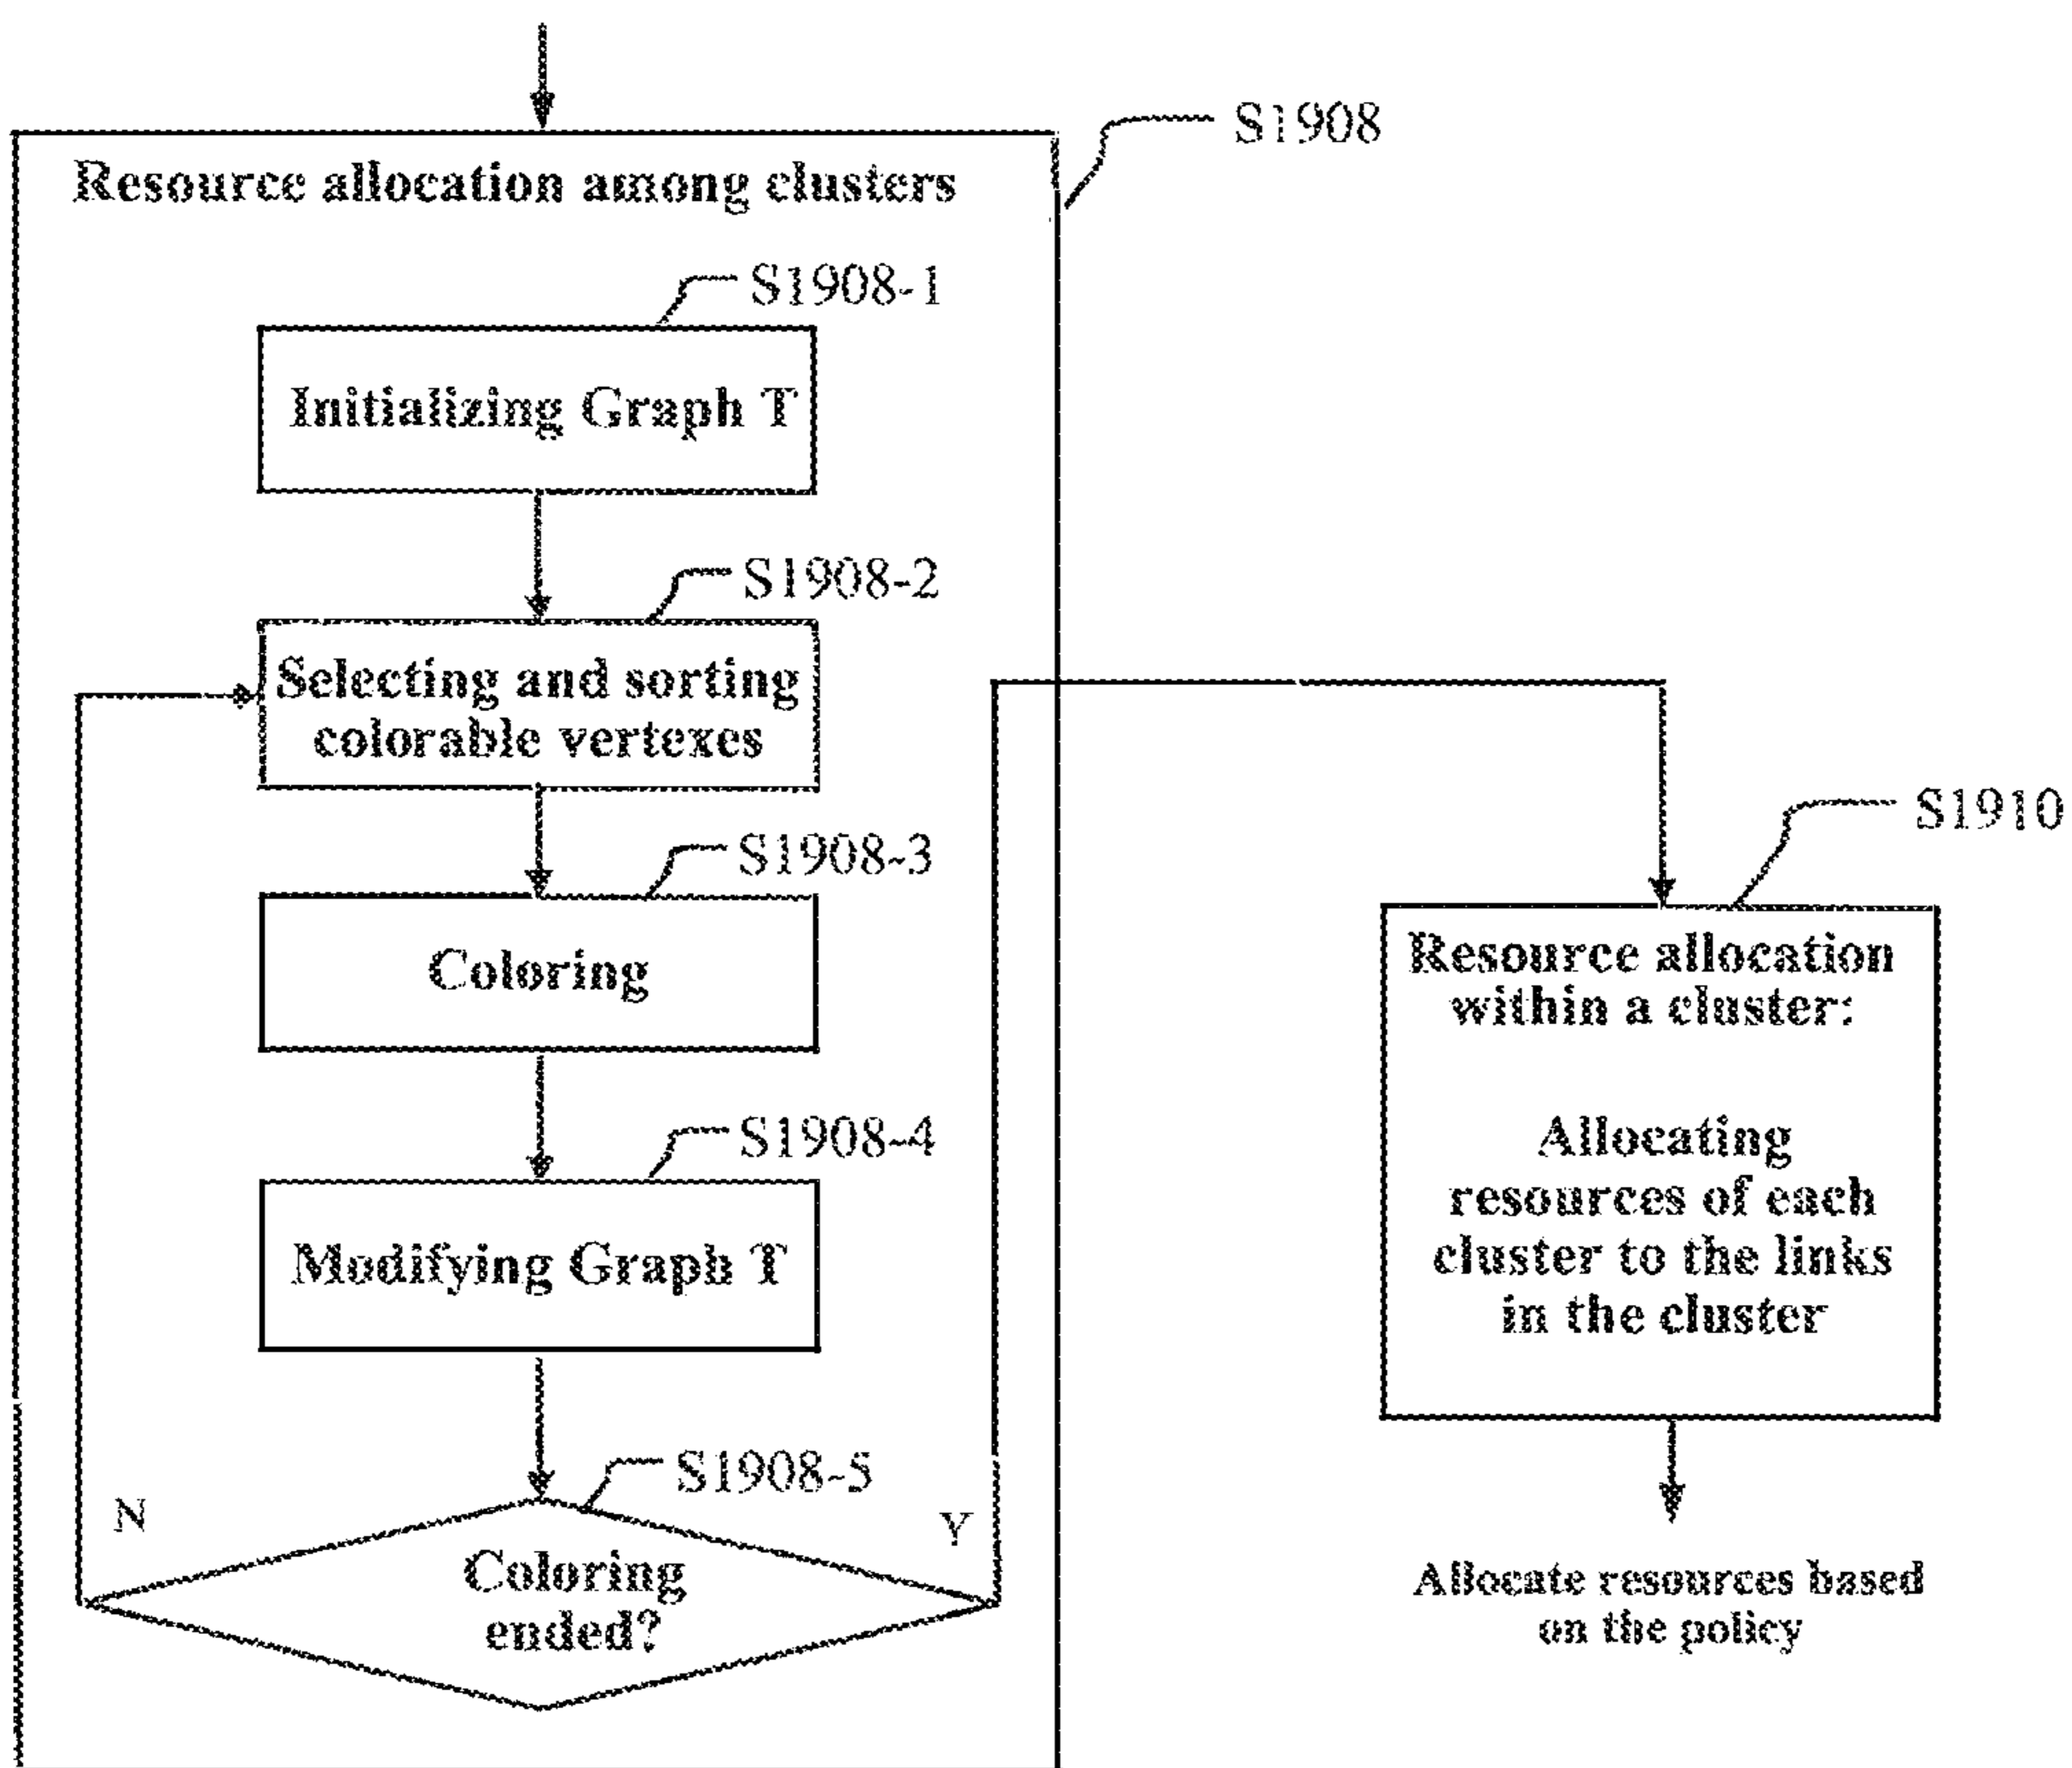 S1908
Resource allocation among clusters
S1908-1
Initializing Graph T
S1908-2
Selecting and sorting
colorable vertexes
S1908-3
Coloring
S1908-4
Modifying Graph T
S1908-5
N
Y
Coloring
ended?
S1910
Resource allocation
within a cluster:
Allocating
resources of each
cluster to the links
in the cluster
Allocate resources based
on the policy